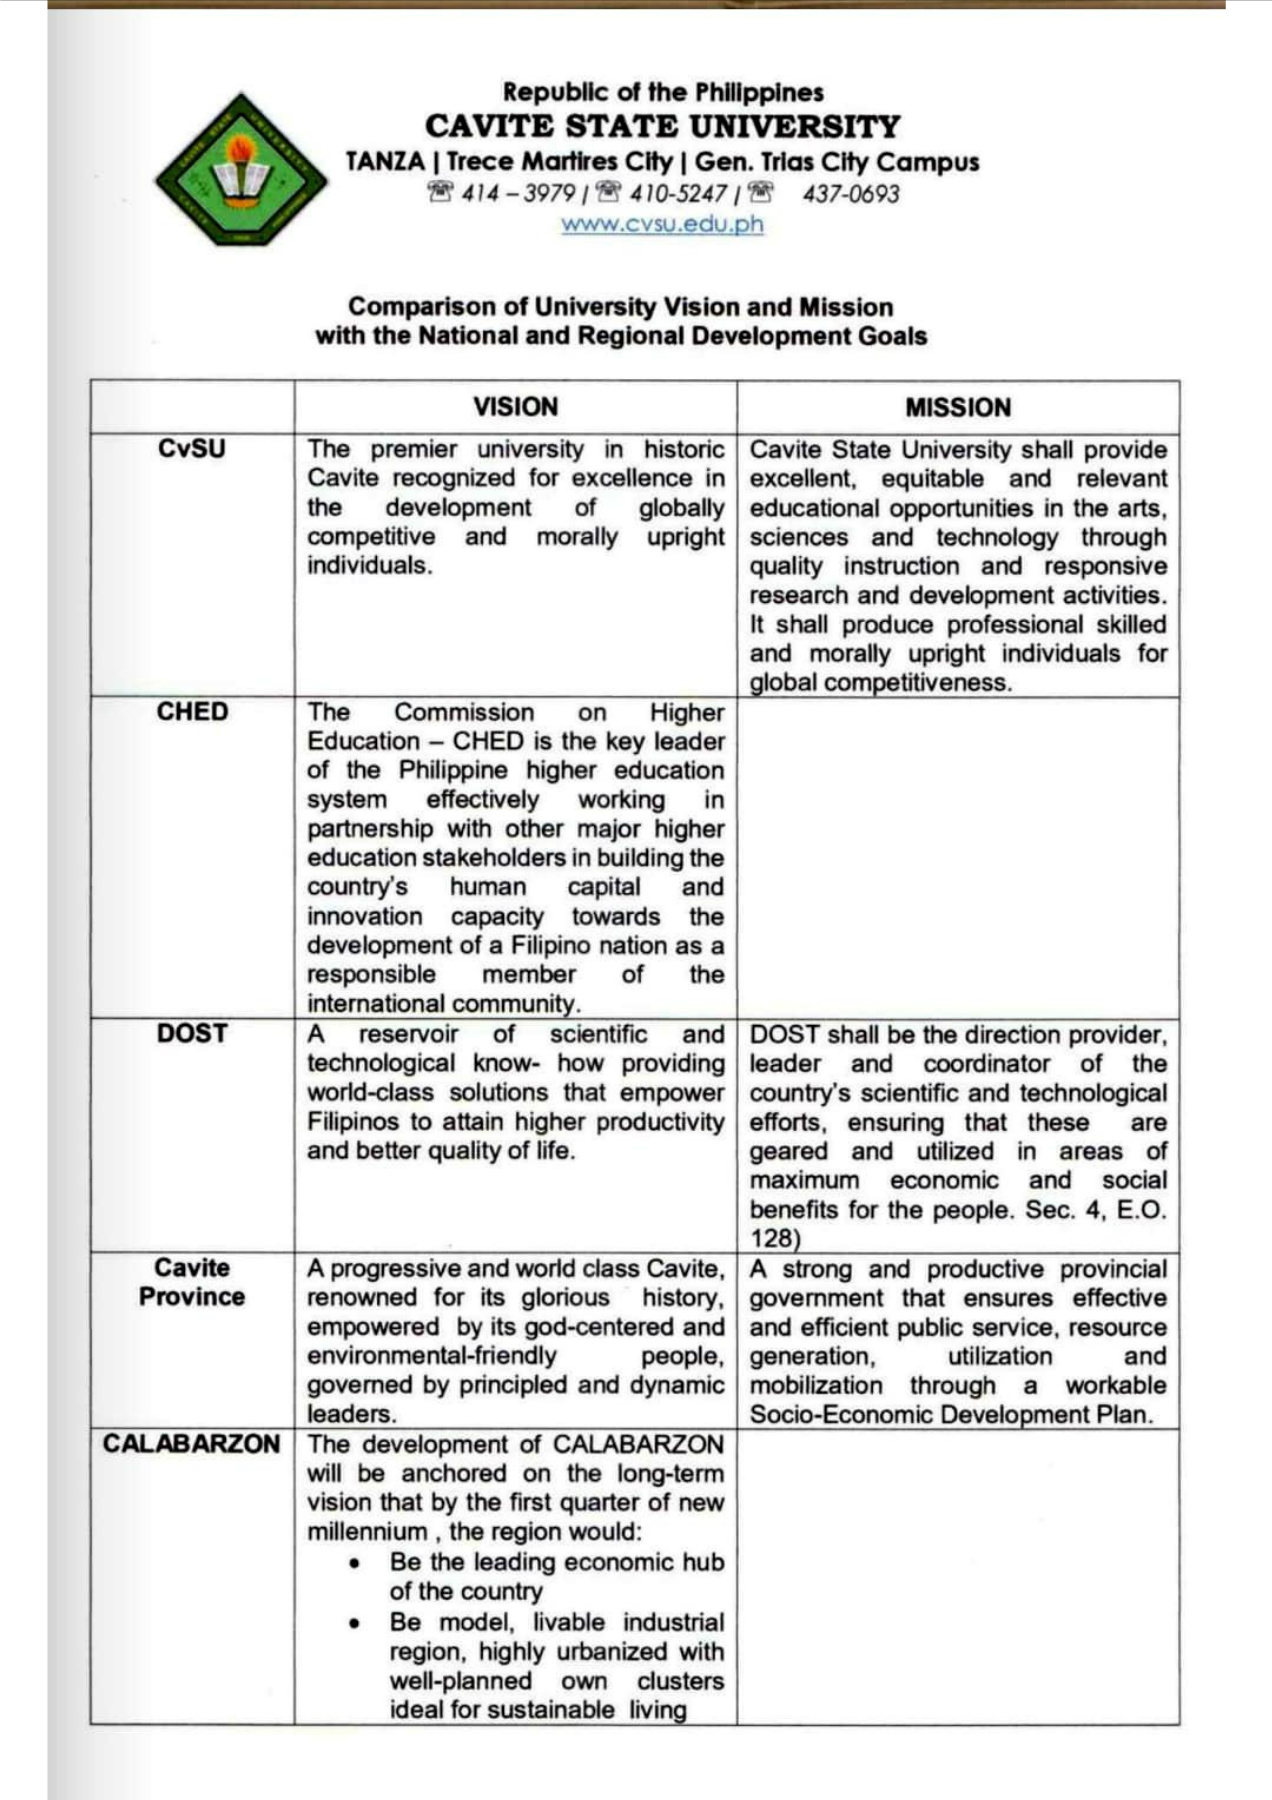 Republic of the Philippines
CAVITE STATE UNIVERSITY
TANZA | Trece Martires City | Gen. Trias City Campus
☏ 414 – 3979 / ☏ 410-5247 / ☏ 437-0693
www.cvsu.edu.ph
CAVITE STATE UNIVERSITY
Comparison of University Vision and Mission
with the National and Regional Development Goals
VISION
MISSION
CvSU
The premier university in historic
Cavite recognized for excellence in
the development of globally
competitive and morally upright
individuals.
Cavite State University shall provide
excellent, equitable and relevant
educational opportunities in the arts,
sciences and technology through
quality instruction and responsive
research and development activities.
It shall produce professional skilled
and morally upright individuals for
global competitiveness.
CHED
The Commission on Higher
Education – CHED is the key leader
of the Philippine higher education
system effectively working in
partnership with other major higher
education stakeholders in building the
country's human capital and
innovation capacity towards the
development of a Filipino nation as a
responsible member of the
international community.
DOST
A reservoir of scientific and
technological know- how providing
world-class solutions that empower
Filipinos to attain higher productivity
and better quality of life.
DOST shall be the direction provider,
leader and coordinator of the
country's scientific and technological
efforts, ensuring that these are
geared and utilized in areas of
maximum economic and social
benefits for the people. Sec. 4, E.O.
128)
Cavite
Province
A progressive and world class Cavite,
renowned for its glorious history,
empowered by its god-centered and
environmental-friendly people,
governed by principled and dynamic
leaders.
A strong and productive provincial
government that ensures effective
and efficient public service, resource
generation, utilization and
mobilization through a workable
Socio-Economic Development Plan.
CALABARZON
The development of CALABARZON
will be anchored on the long-term
vision that by the first quarter of new
millennium , the region would:
• Be the leading economic hub
of the country
• Be model, livable industrial
region, highly urbanized with
well-planned own clusters
ideal for sustainable living